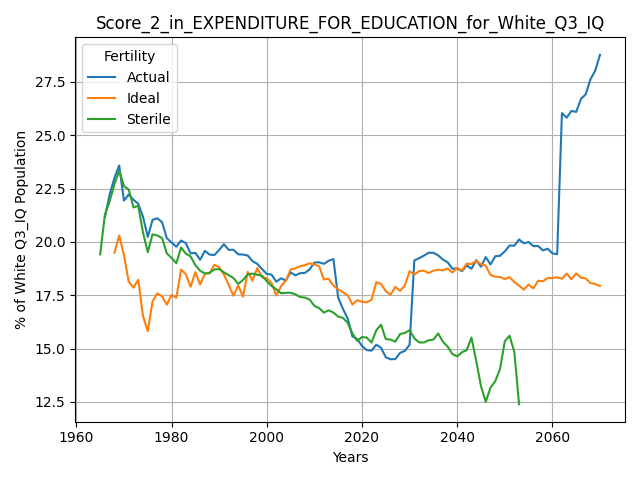 Score_2_in_EXPENDITURE_FOR_EDUCATION_for_White_Q3_IQ
Fertility
Actual
Ideal
Sterile
% of White Q3_IQ Population
27.5
25.0
22.5
20.0
17.5
15.0
12.5
1960
1980
2000
2020
2040
2060
Years